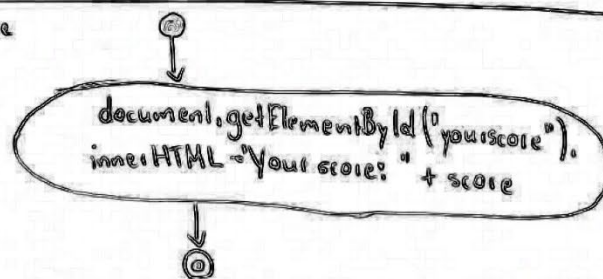 e
document.getElementById("yourscore").
innerHTML = "Your score: " + score